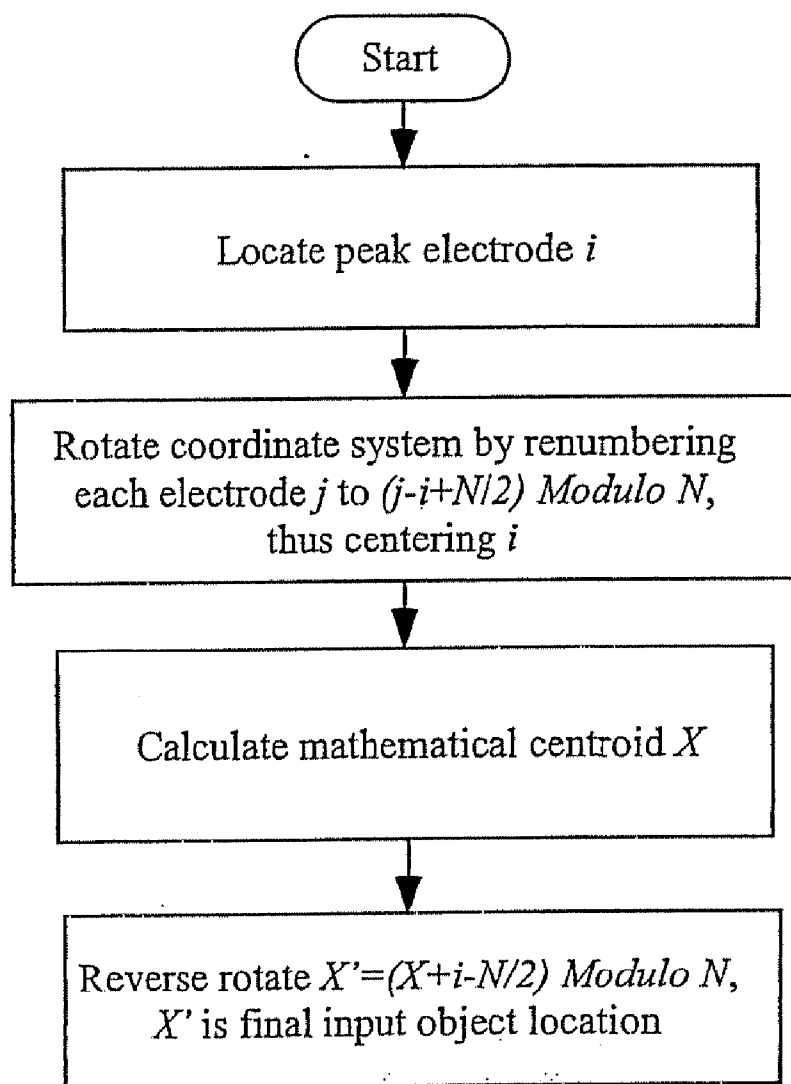 Start
Locate peak electrode i
Rotate coordinate system by renumbering
each electrode j to (j-i+N/2) Modulo N,
thus centering i
Calculate mathematical centroid X
Reverse rotate X'=(X+i-N/2) Modulo N,
X' is final input object location